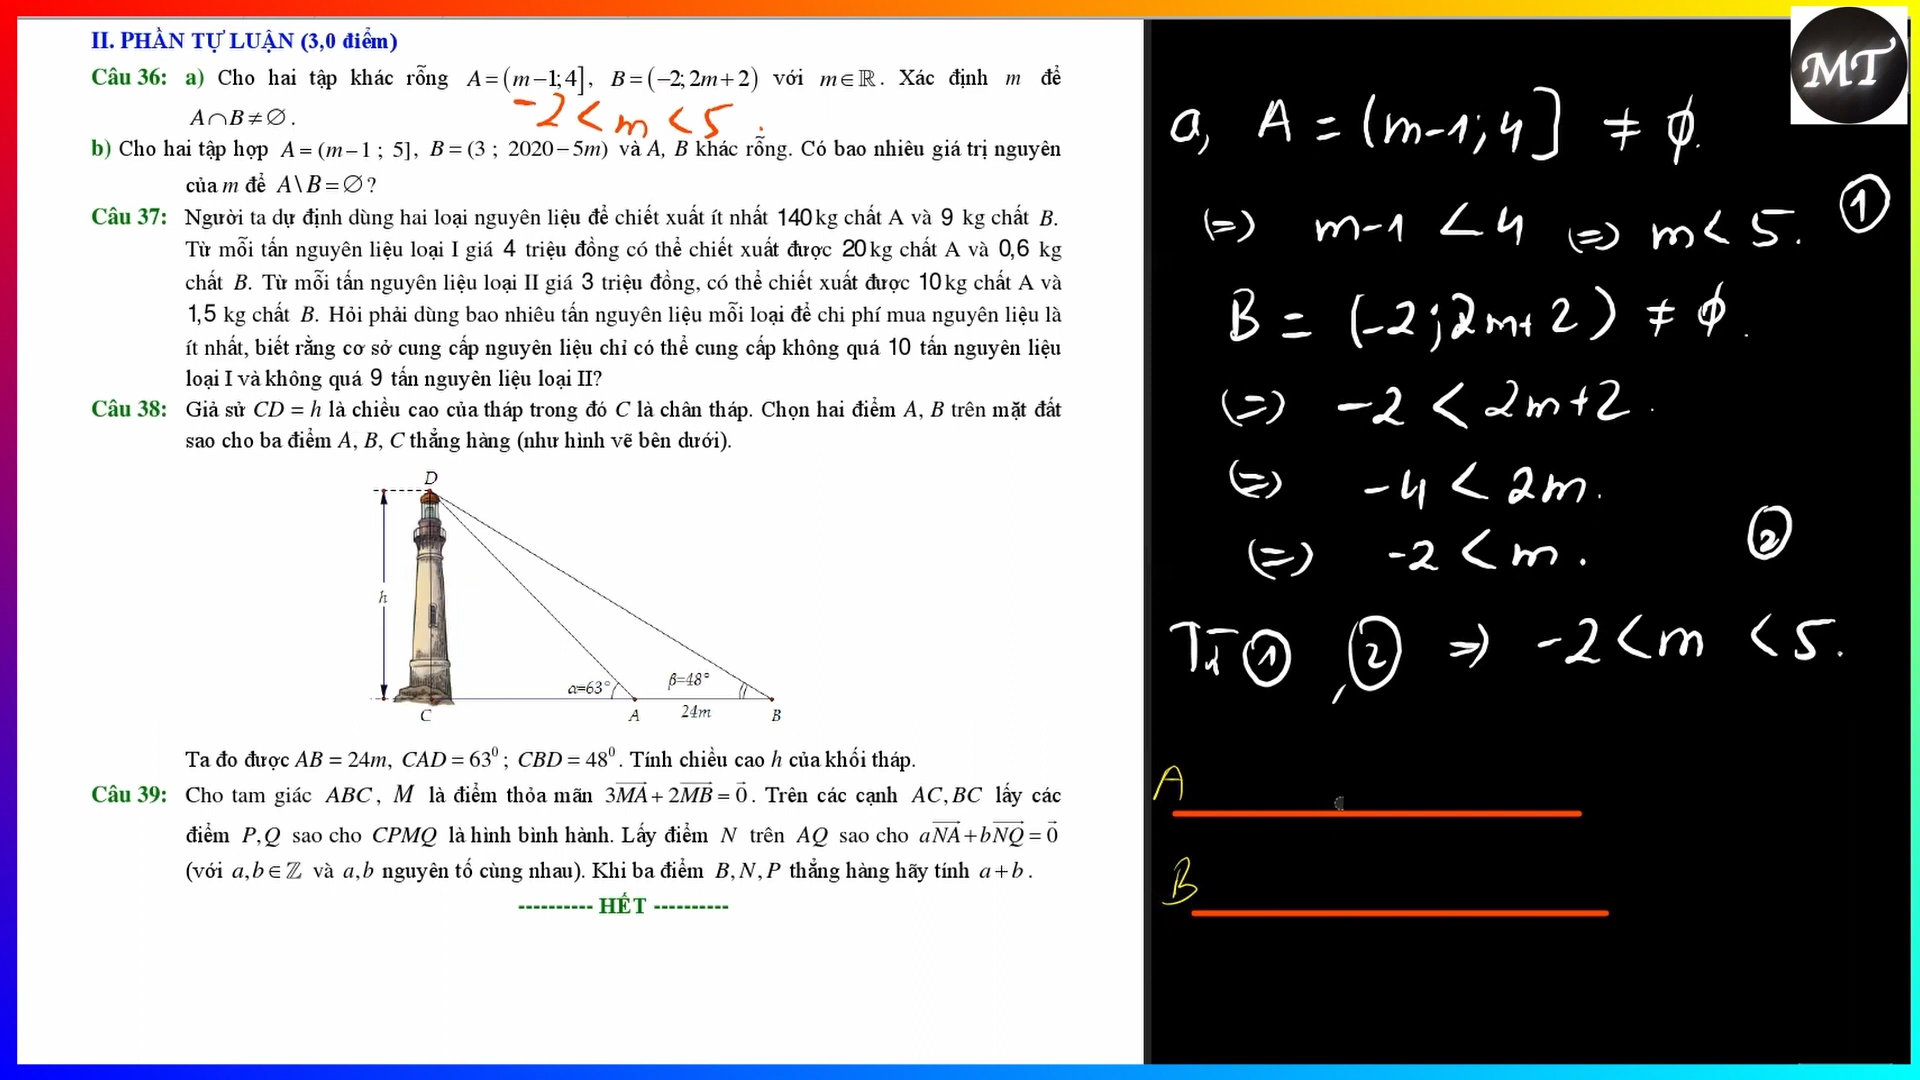 II. PHẦN TỰ LUẬN (3,0 điểm)
Câu 36: a) Cho hai tập khác rỗng A=(m−1;4], B=(−2;2m+2) với m∈ℝ. Xác định m để
A∩B≠∅.
-2 < m < 5.
b) Cho hai tập hợp A=(m−1 ; 5], B=(3 ; 2020−5m) và A, B khác rỗng. Có bao nhiêu giá trị nguyên
của m để A\B=∅?
Câu 37: Người ta dự định dùng hai loại nguyên liệu để chiết xuất ít nhất 140kg chất A và 9 kg chất B.
Từ mỗi tấn nguyên liệu loại I giá 4 triệu đồng có thể chiết xuất được 20kg chất A và 0,6 kg
chất B. Từ mỗi tấn nguyên liệu loại II giá 3 triệu đồng, có thể chiết xuất được 10kg chất A và
1,5 kg chất B. Hỏi phải dùng bao nhiêu tấn nguyên liệu mỗi loại để chi phí mua nguyên liệu là
ít nhất, biết rằng cơ sở cung cấp nguyên liệu chỉ có thể cung cấp không quá 10 tấn nguyên liệu
loại I và không quá 9 tấn nguyên liệu loại II?
Câu 38: Giả sử CD = h là chiều cao của tháp trong đó C là chân tháp. Chọn hai điểm A, B trên mặt đất
sao cho ba điểm A, B, C thẳng hàng (như hình vẽ bên dưới).
D
h
α=63° β=48°
C A 24m B
Ta đo được AB = 24m, CAD = 63⁰; CBD = 48⁰. Tính chiều cao h của khối tháp.
Câu 39: Cho tam giác ABC, M là điểm thỏa mãn 3MA⃗+2MB⃗=0⃗. Trên các cạnh AC,BC lấy các
điểm P,Q sao cho CPMQ là hình bình hành. Lấy điểm N trên AQ sao cho aNA⃗+bNQ⃗=0⃗
(với a,b∈ℤ và a,b nguyên tố cùng nhau). Khi ba điểm B,N,P thẳng hàng hãy tính a+b.
---------- HẾT ----------
MT
a, A = (m-1;4] ≠ ∅.
(=) m-1 < 4 (=) m < 5. ①
B = (-2;2m+2) ≠ ∅.
(=) -2 < 2m+2.
(=) -4 < 2m.
(=) -2 < m. ②
Từ ①, ② => -2 < m < 5.
A
B